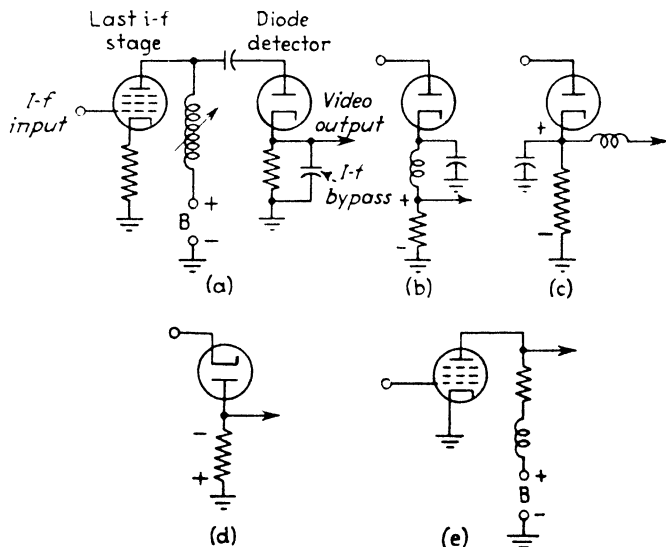 Last i-f
stage
Diode
detector
I-f
input
Video
output
I-f
bypass
+
B
-
(a)
+
-
(b)
+
-
(c)
-
+
(d)
+
B
-
(e)